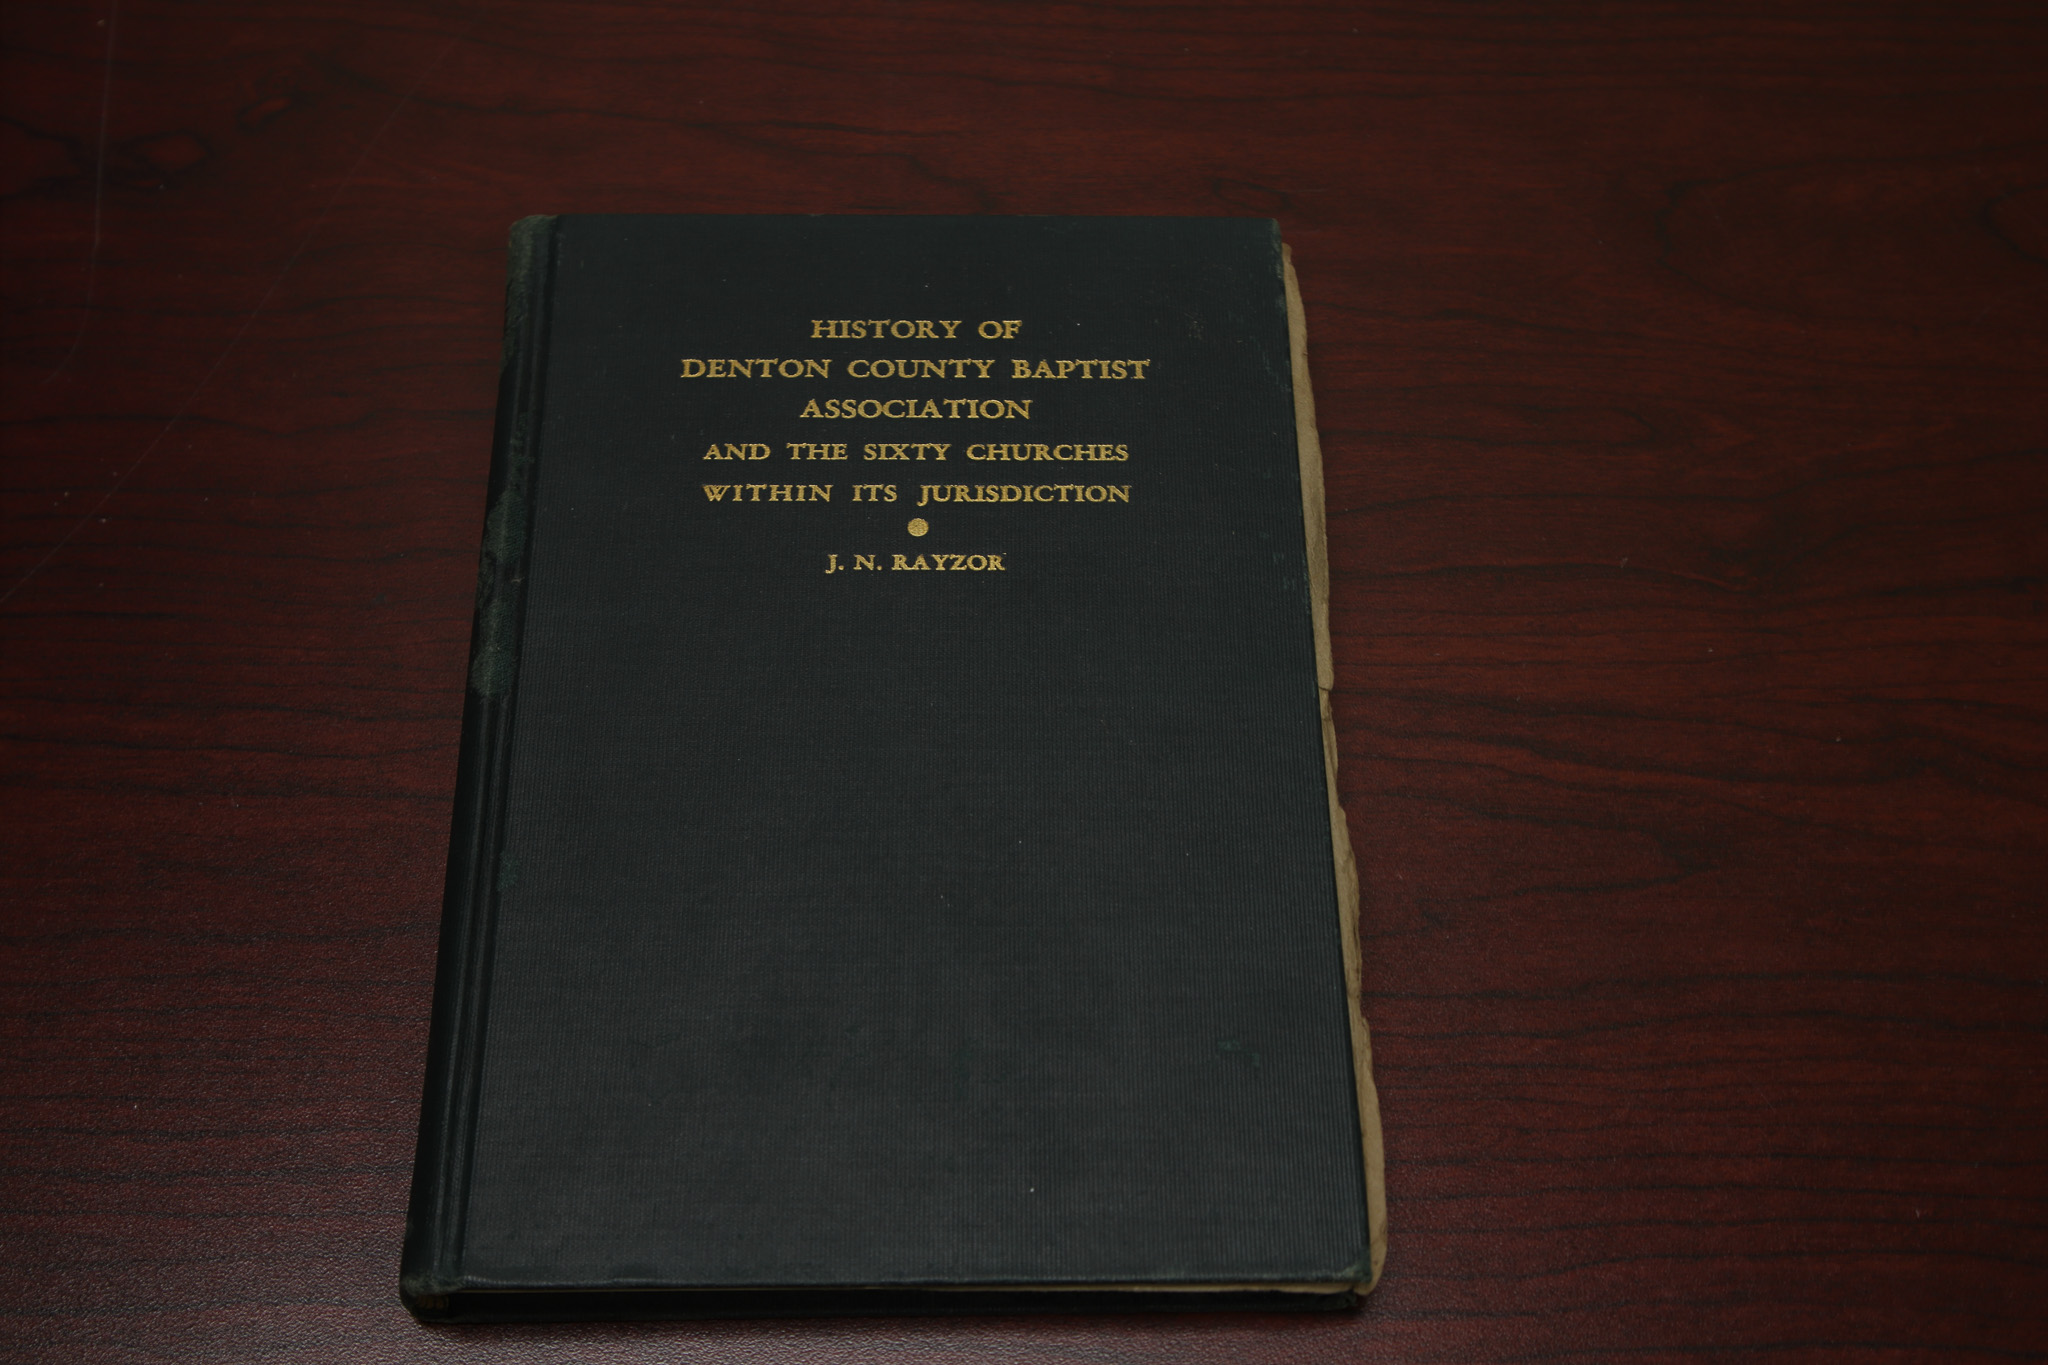 HISTORY OF
DENTON COUNTY BAPTIST
ASSOCIATION
AND THE SIXTY CHURCHES
WITHIN ITS JURISDICTION
J. N. RAYZOR